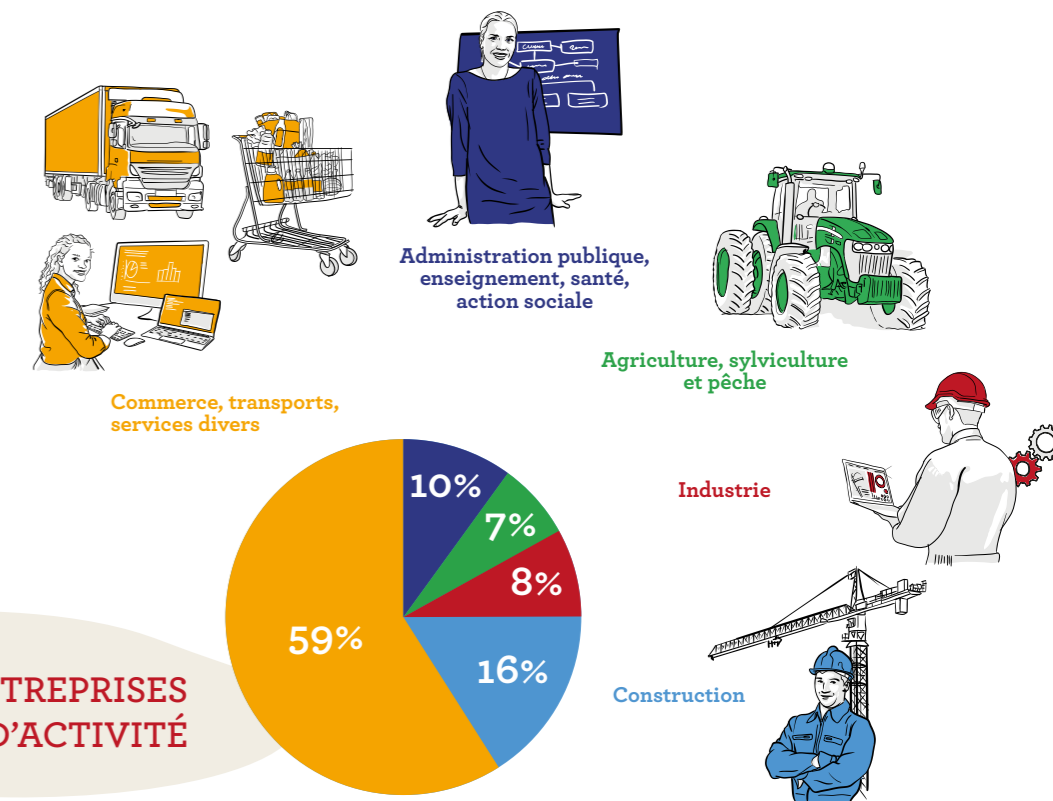 Administration publique,
enseignement, santé,
action sociale
Agriculture, sylviculture
et pêche
Commerce, transports,
services divers
Industrie
10%
7%
8%
59%
16%
Construction
TREPRISES
D'ACTIVITÉ